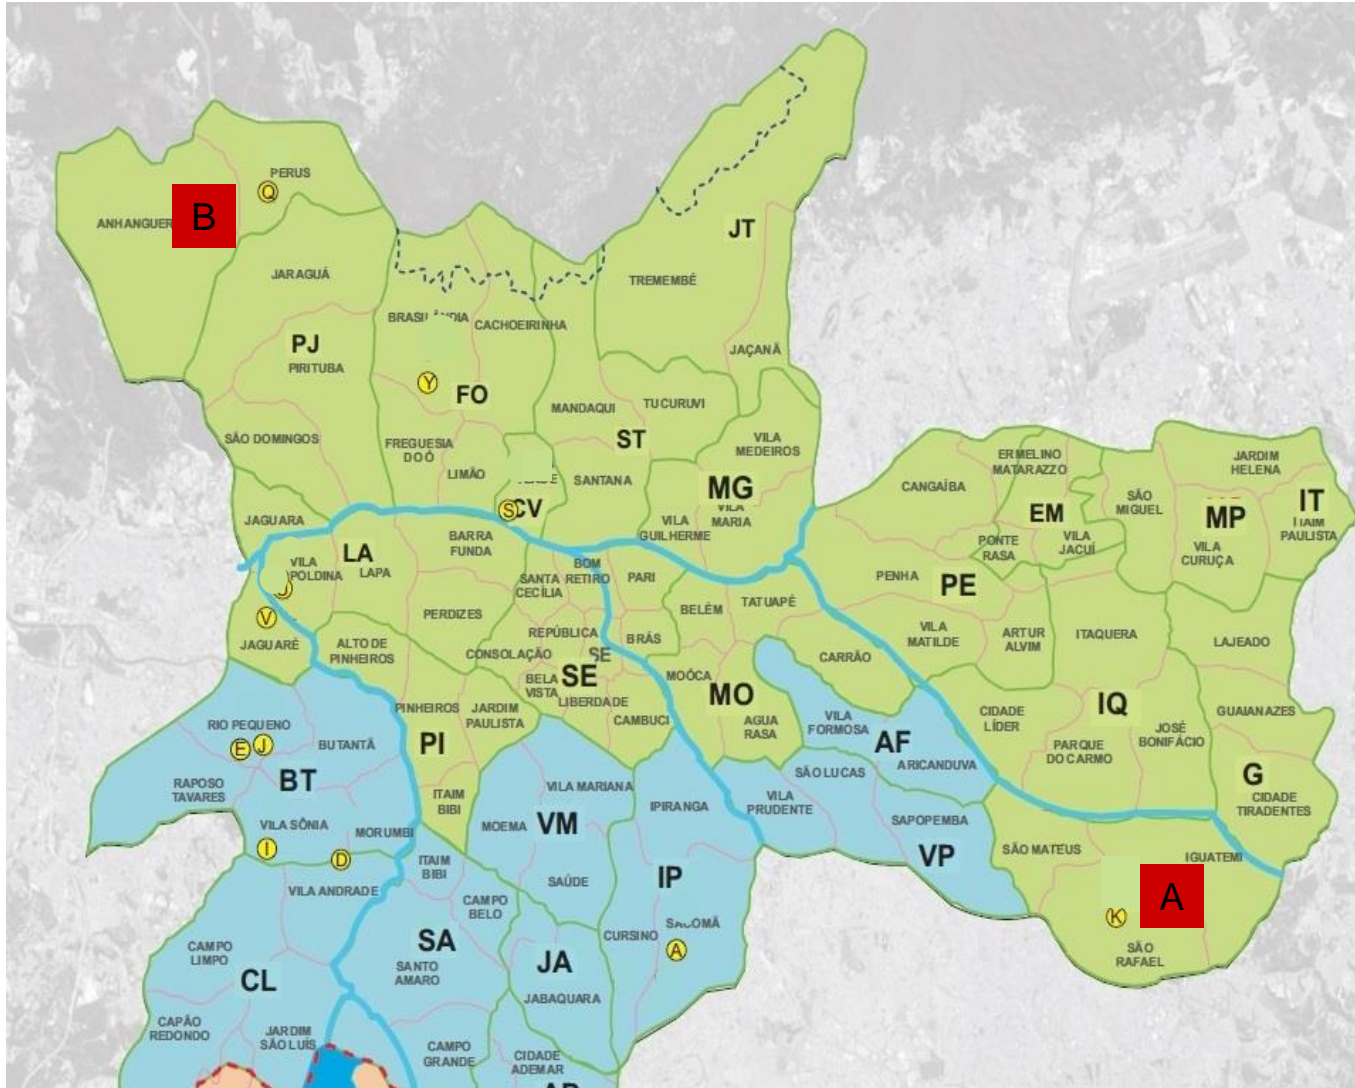 PERUS
Q
B
ANHANGUER
JT
JARAGUÁ
TREMEMBÉ
BRASILÂNDIA
CACHOEIRINHA
PJ
PIRITUBA
JAÇANÃ
Y
FO
MANDAQUI
TUCURUVI
SÃO DOMINGOS
FREGUESIA
DO Ó
LIMÃO
ST
SANTANA
VILA
MEDEIROS
MG
VILA
MARIA
VILA
GUILHERME
S
CV
CANGAÍBA
ERMELINO
MATARAZZO
EM
PONTE
RASA
VILA
JACUÍ
SÃO
MIGUEL
MP
VILA
CURUÇA
JARDIM
HELENA
IT
ITAIM
PAULISTA
JAGUARA
LA
LAPA
VILA
POLDINA
J
V
JAGUARÉ
BARRA
FUNDA
PERDIZES
ALTO DE
PINHEIROS
SANTA
CECÍLIA
BOM
RETIRO
PARI
BELÉM
TATUAPÉ
PENHA
PE
VILA
MATILDE
ARTUR
ALVIM
ITAQUERA
LAJEADO
REPÚBLICA
BRÁS
CONSOLAÇÃO
SE
SE
BELA
VISTA
LIBERDADE
CAMBUCI
MOÓCA
MO
AGUA
RASA
CARRÃO
VILA
FORMOSA
AF
ARICANDUVA
CIDADE
LÍDER
IQ
PARQUE
DO CARMO
JOSÉ
BONIFÁCIO
GUAIANAZES
G
CIDADE
TIRADENTES
RIO PEQUENO
E
J
BUTANTÃ
RAPOSO
TAVARES
BT
PINHEIROS
JARDIM
PAULISTA
PI
ITAIM
BIBI
VILA MARIANA
MOEMA
VM
SAÚDE
IPIRANGA
VILA
PRUDENTE
SÃO LUCAS
SAPOPEMBA
VP
SÃO MATEUS
IGUATEMI
A
K
SÃO
RAFAEL
VILA SÔNIA
MORUMBI
I
D
VILA ANDRADE
ITAIM
BIBI
CAMPO
BELO
IP
CURSINO
SACOMÃ
A
CAMPO
LIMPO
CL
SA
SANTO
AMARO
JA
JABAQUARA
CAPÃO
REDONDO
JARDIM
SÃO LUÍS
CAMPO
GRANDE
CIDADE
ADEMAR